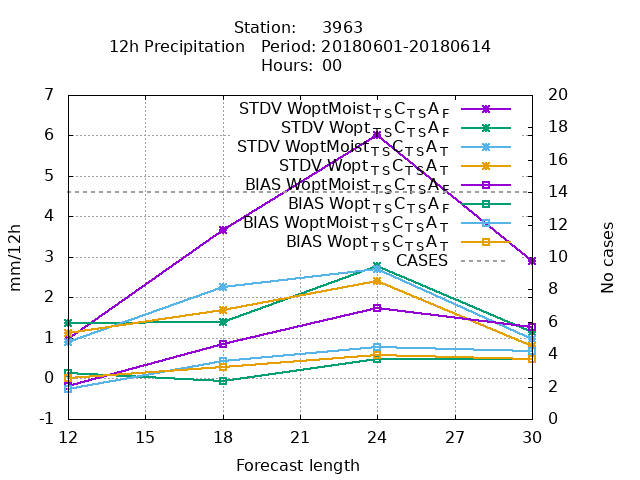 Station: 3963
12h Precipitation Period: 20180601-20180614
Hours: 00
7
6
5
4
3
2
1
0
-1
mm/12h
20
18
16
14
12
10
8
6
4
2
0
No cases
STDV WoptMoist_TS C_TS A_F
STDV Wopt_TS C_TS A_F
STDV WoptMoist_TS C_TS A_T
STDV Wopt_TS C_TS A_T
BIAS WoptMoist_TS C_TS A_F
BIAS Wopt_TS C_TS A_F
BIAS WoptMoist_TS C_TS A_T
BIAS Wopt_TS C_TS A_T
CASES
12 15 18 21 24 27 30
Forecast length